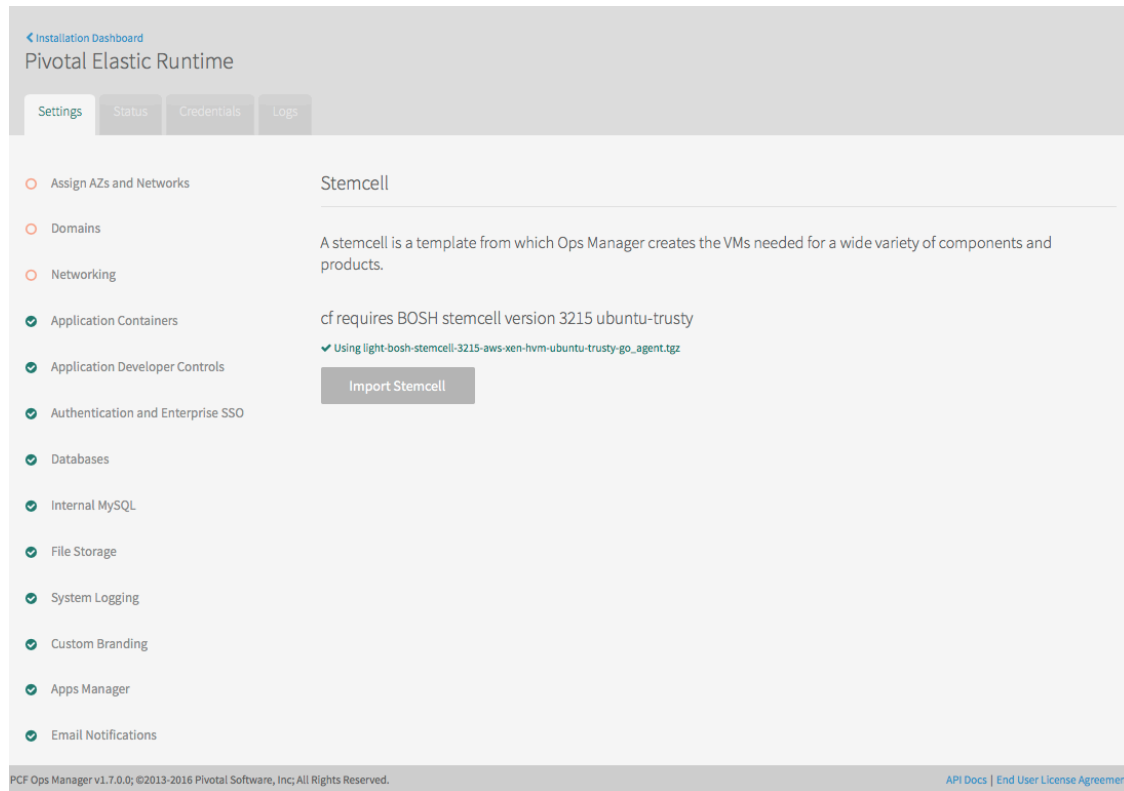 Installation Dashboard
Pivotal Elastic Runtime
Settings
Status
Credentials
Logs
Assign AZs and Networks
Domains
Networking
Application Containers
Application Developer Controls
Authentication and Enterprise SSO
Databases
Internal MySQL
File Storage
System Logging
Custom Branding
Apps Manager
Email Notifications
Stemcell
A stemcell is a template from which Ops Manager creates the VMs needed for a wide variety of components and
products.
cf requires BOSH stemcell version 3215 ubuntu-trusty
Using light-bosh-stemcell-3215-aws-xen-hvm-ubuntu-trusty-go_agent.tgz
Import Stemcell
PCF Ops Manager v1.7.0.0; ©2013-2016 Pivotal Software, Inc; All Rights Reserved.
API Docs | End User License Agreemen